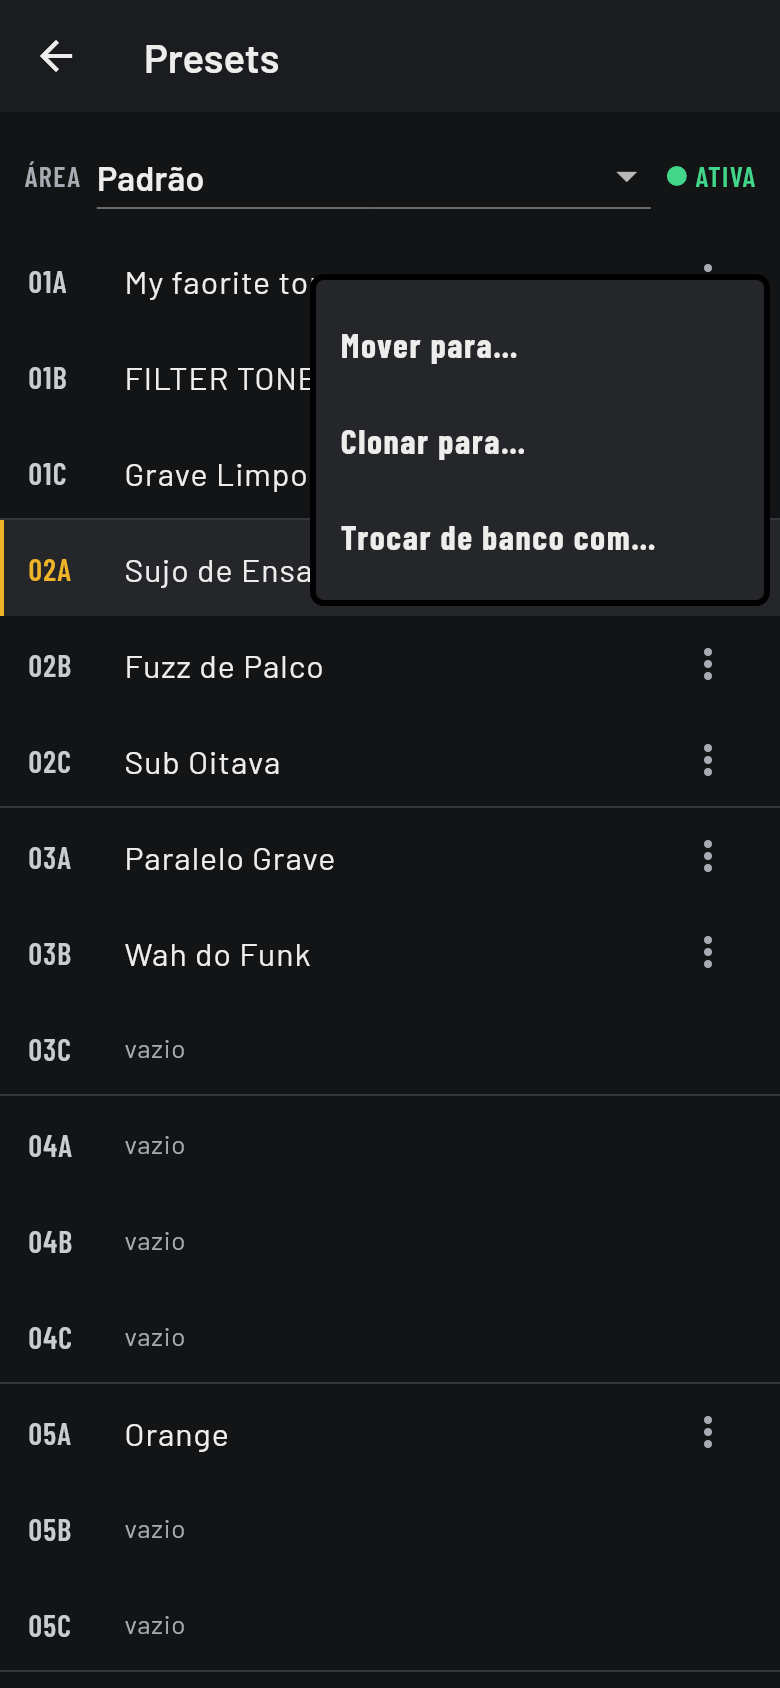 Presets
ÁREA Padrão ATIVA
01A My faorite
Mover para...
01B FILTER TONE
Clonar para...
01C Grave Limpo
Trocar de banco com...
02A Sujo de
02B Fuzz de Palco
02C Sub Oitava
03A Paralelo Grave
03B Wah do Funk
03C vazio
04A vazio
04B vazio
04C vazio
05A Orange
05B vazio
05C vazio